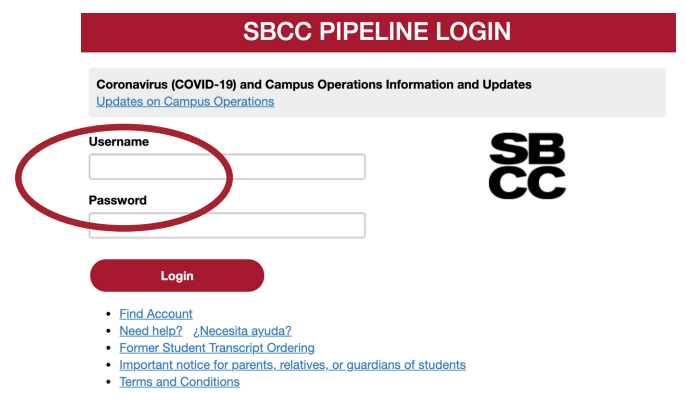 SBCC PIPELINE LOGIN
Coronavirus (COVID-19) and Campus Operations Information and Updates
Updates on Campus Operations
Username
SB
CC
Password
Login
Find Account
Need help? ¿Necesita ayuda?
Former Student Transcript Ordering
Important notice for parents, relatives, or guardians of students
Terms and Conditions